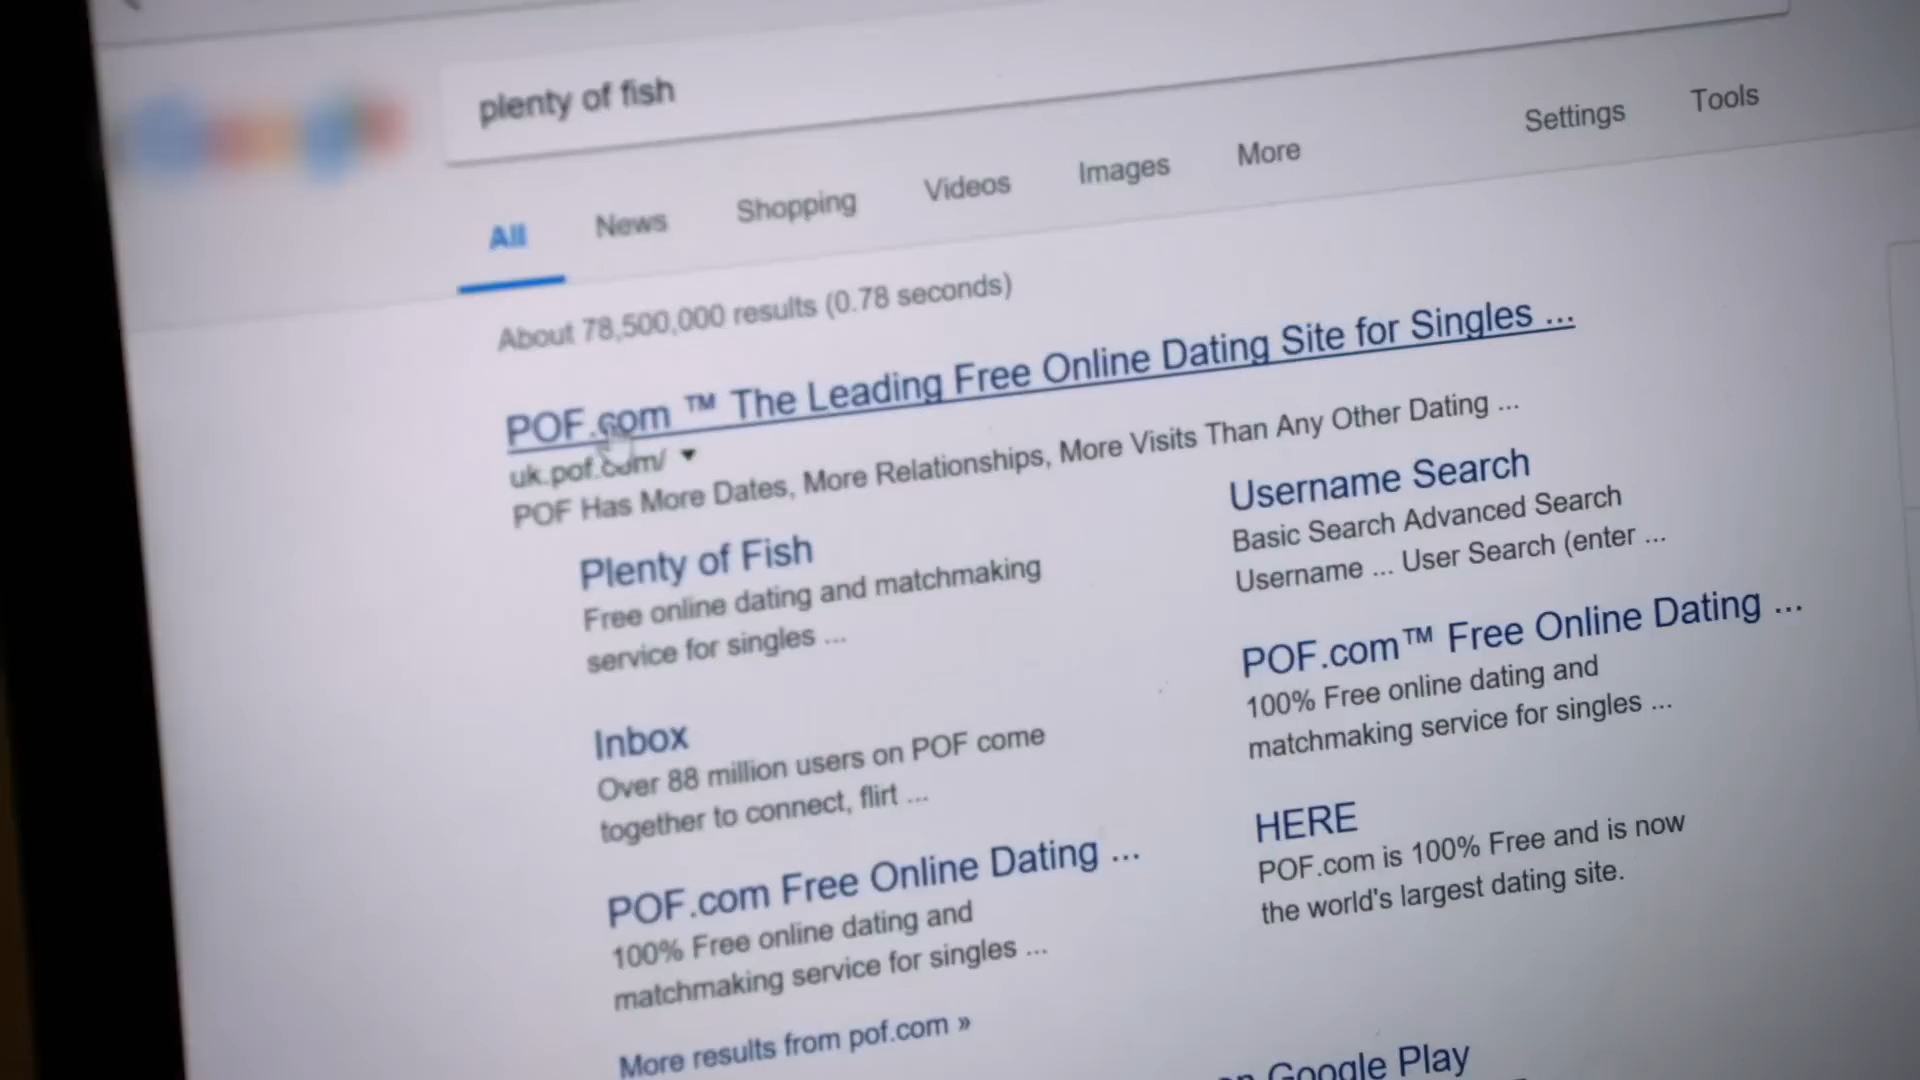 plenty of fish
All News Shopping Videos Images More Settings Tools
About 78,500,000 results (0.78 seconds)
POF.com ™ The Leading Free Online Dating Site for Singles ...
uk.pof.com/
POF Has More Dates, More Relationships, More Visits Than Any Other Dating ...
Plenty of Fish
Free online dating and matchmaking
service for singles ...
Username Search
Basic Search Advanced Search
Username ... User Search (enter ...
Inbox
Over 88 million users on POF come
together to connect, flirt ...
POF.com™ Free Online Dating ...
100% Free online dating and
matchmaking service for singles ...
POF.com Free Online Dating ...
100% Free online dating and
matchmaking service for singles ...
HERE
POF.com is 100% Free and is now
the world's largest dating site.
More results from pof.com »
on Google Play